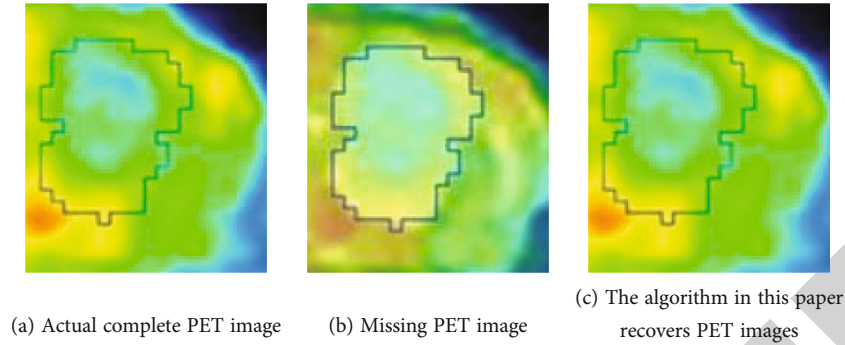 (a) Actual complete PET image
(b) Missing PET image
(c) The algorithm in this paper
recovers PET images